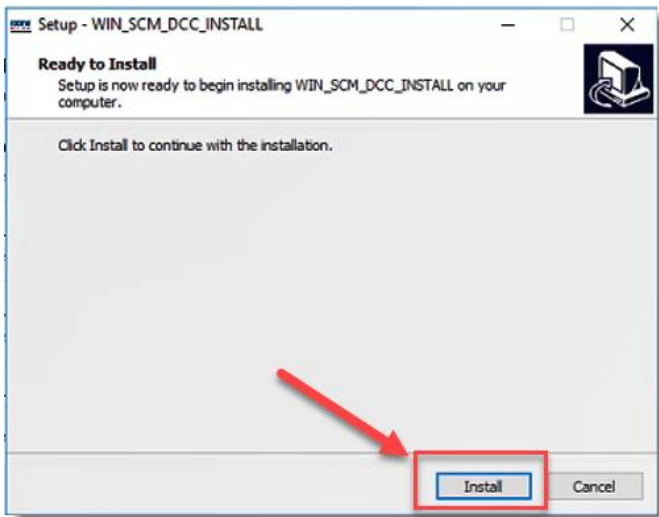 Setup - WIN_SCM_DCC_INSTALL
Ready to Install
Setup is now ready to begin installing WIN_SCM_DCC_INSTALL on your
computer.
Click Install to continue with the installation.
Install
Cancel